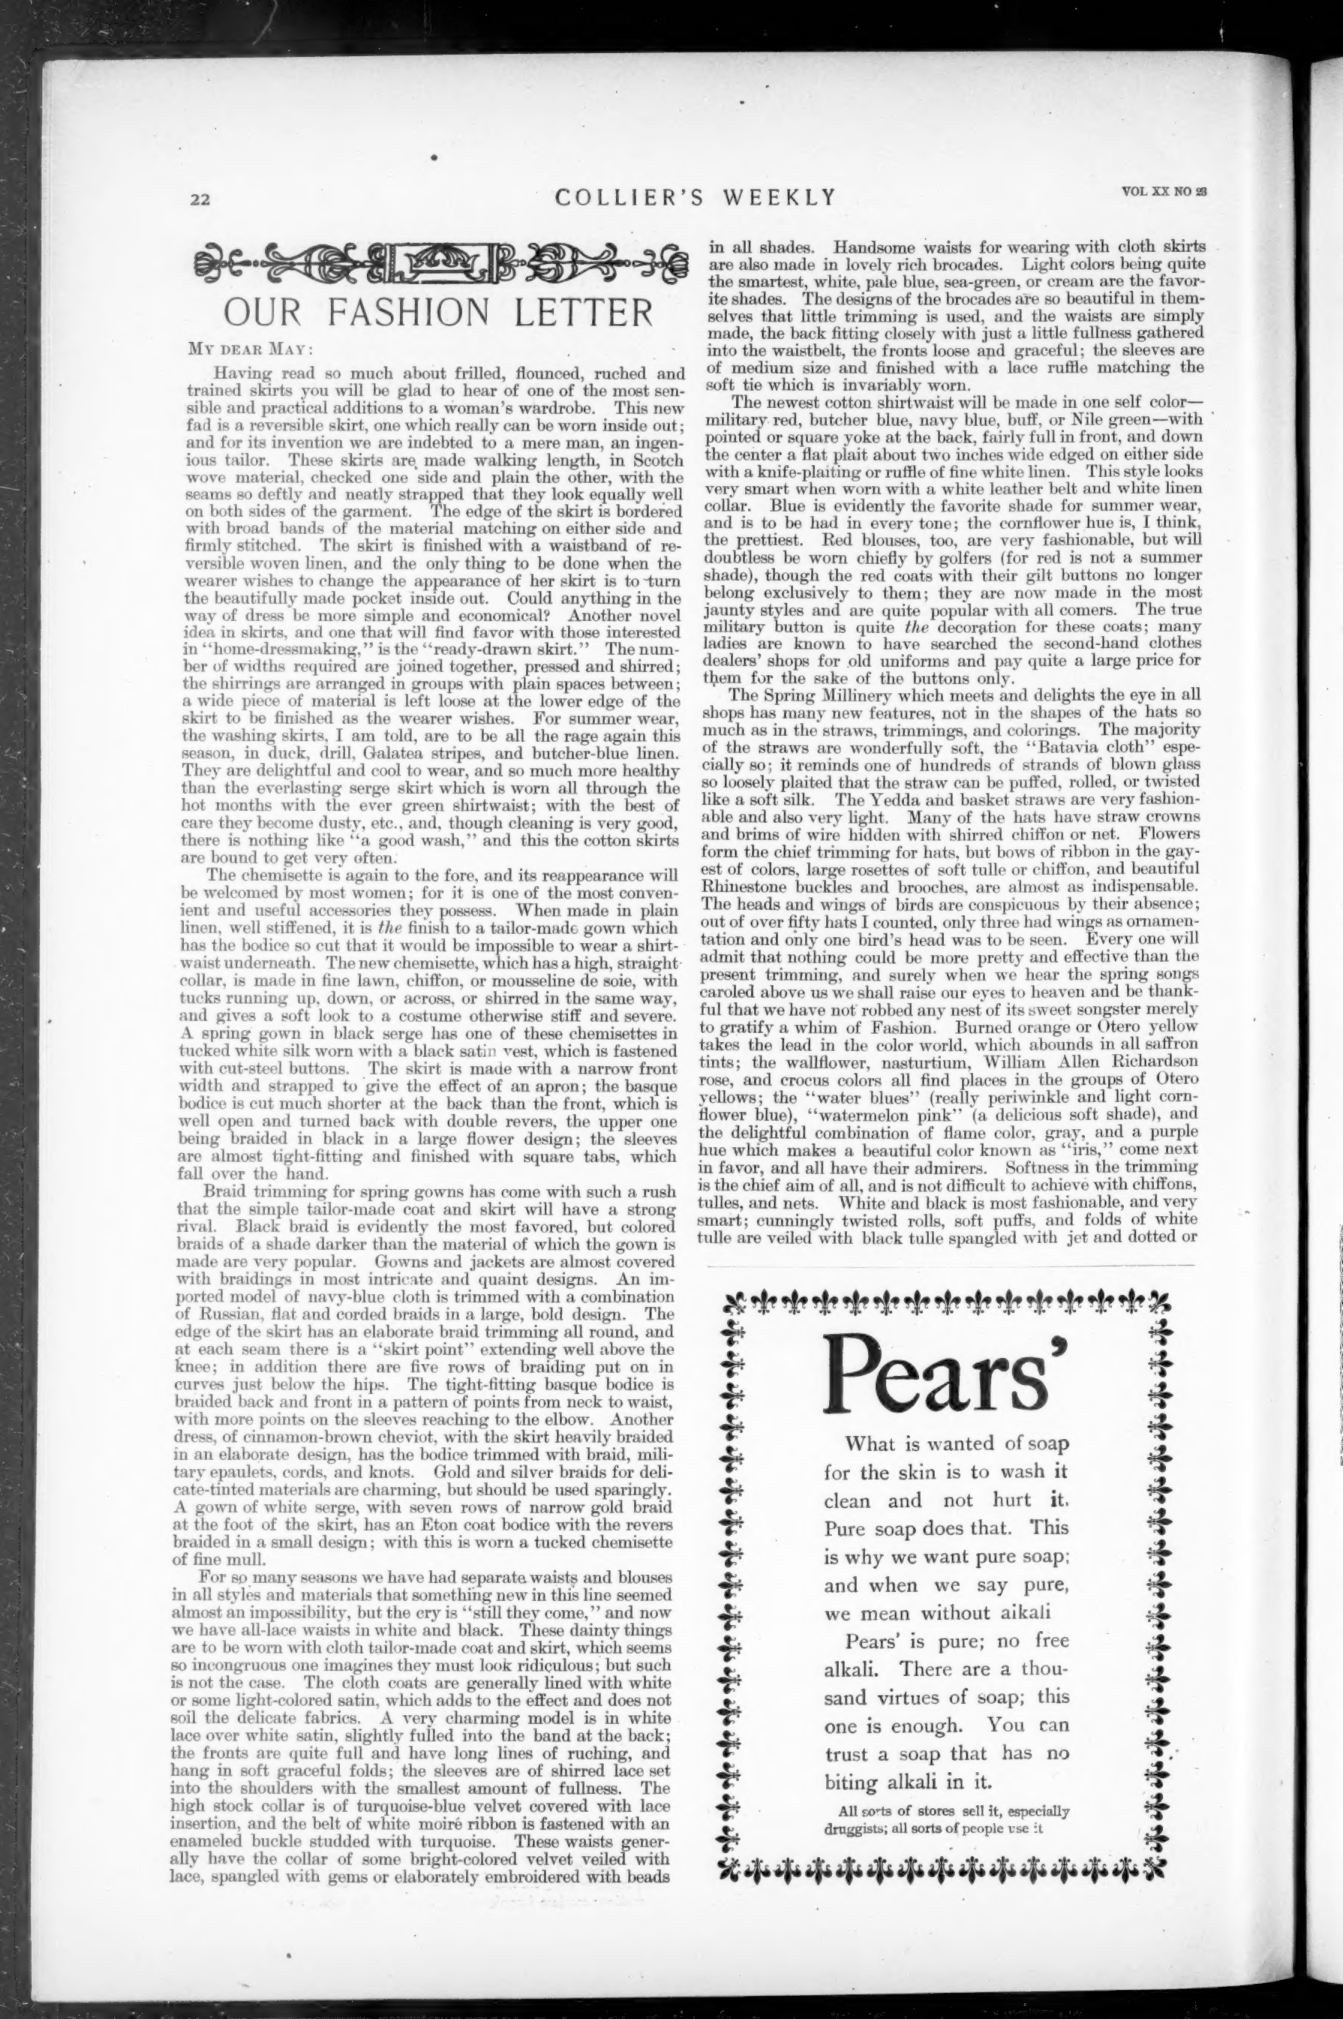 22
COLLIER'S WEEKLY
VOL XX NO 23
OUR FASHION LETTER
MY DEAR MAY:
Having read so much about frilled, flounced, ruched and
trained skirts you will be glad to hear of one of the most sen-
sible and practical additions to a woman's wardrobe. This new
fad is a reversible skirt, one which really can be worn inside out;
and for its invention we are indebted to a mere man, an ingen-
ious tailor. These skirts are made walking length, in Scotch
wove material, checked one side and plain the other, with the
seams so deftly and neatly strapped that they look equally well
on both sides of the garment. The edge of the skirt is bordered
with broad bands of the material matching on either side and
firmly stitched. The skirt is finished with a waistband of re-
versible woven linen, and the only thing to be done when the
wearer wishes to change the appearance of her skirt is to turn
the beautifully made pocket inside out. Could anything in the
way of dress be more simple and economical? Another novel
idea in skirts, and one that will find favor with those interested
in "home-dressmaking," is the "ready-drawn skirt." The num-
ber of widths required are joined together, pressed and shirred;
the shirrings are arranged in groups with plain spaces between;
a wide piece of material is left loose at the lower edge of the
skirt to be finished as the wearer wishes. For summer wear,
the washing skirts, I am told, are to be all the rage again this
season, in duck, drill, Galatea stripes, and butcher-blue linen.
They are delightful and cool to wear, and so much more healthy
than the everlasting serge skirt which is worn all through the
hot months with the ever green shirtwaist; with the best of
care they become dusty, etc., and, though cleaning is very good,
there is nothing like "a good wash," and this the cotton skirts
are bound to get very often.
The chemisette is again to the fore, and its reappearance will
be welcomed by most women; for it is one of the most conven-
ient and useful accessories they possess. When made in plain
linen, well stiffened, it is the finish to a tailor-made gown which
has the bodice so cut that it would be impossible to wear a shirt-
waist underneath. The new chemisette, which has a high, straight
collar, is made in fine lawn, chiffon, or mousseline de soie, with
tucks running up, down, or across, or shirred in the same way,
and gives a soft look to a costume otherwise stiff and severe.
A spring gown in black serge has one of these chemisettes in
tucked white silk worn with a black satin vest, which is fastened
with cut-steel buttons. The skirt is made with a narrow front
width and strapped to give the effect of an apron; the basque
bodice is cut much shorter at the back than the front, which is
well open and turned back with double revers, the upper one
being braided in black in a large flower design; the sleeves
are almost tight-fitting and finished with square tabs, which
fall over the hand.
Braid trimming for spring gowns has come with such a rush
that the simple tailor-made coat and skirt will have a strong
rival. Black braid is evidently the most favored, but colored
braids of a shade darker than the material of which the gown is
made are very popular. Gowns and jackets are almost covered
with braidings in most intricate and quaint designs. An im-
ported model of navy-blue cloth is trimmed with a combination
of Russian, flat and corded braids in a large, bold design. The
edge of the skirt has an elaborate braid trimming all round, and
at each seam there is a "skirt point" extending well above the
knee; in addition there are five rows of braiding put on in
curves just below the hips. The tight-fitting basque bodice is
braided back and front in a pattern of points from neck to waist,
with more points on the sleeves reaching to the elbow. Another
dress, of cinnamon-brown cheviot, with the skirt heavily braided
in an elaborate design, has the bodice trimmed with braid, mili-
tary epaulets, cords, and knots. Gold and silver braids for deli-
cate-tinted materials are charming, but should be used sparingly.
A gown of white serge, with seven rows of narrow gold braid
at the foot of the skirt, has an Eton coat bodice with the revers
braided in a small design; with this is worn a tucked chemisette
of fine mull.
For so many seasons we have had separate waists and blouses
in all styles and materials that something new in this line seemed
almost an impossibility, but the cry is "still they come," and now
we have all-lace waists in white and black. These dainty things
are to be worn with cloth tailor-made coat and skirt, which seems
so incongruous one imagines they must look ridiculous; but such
is not the case. The cloth coats are generally lined with white
or some light-colored satin, which adds to the effect and does not
soil the delicate fabrics. A very charming model is in white
lace over white satin, slightly fulled into the band at the back;
the fronts are quite full and have long lines of ruching, and
hang in soft graceful folds; the sleeves are of shirred lace set
into the shoulders with the smallest amount of fullness. The
high stock collar is of turquoise-blue velvet covered with lace
insertion, and the belt of white moiré ribbon is fastened with an
enameled buckle studded with turquoise. These waists gener-
ally have the collar of some bright-colored velvet veiled with
lace, spangled with gems or elaborately embroidered with beads
in all shades. Handsome waists for wearing with cloth skirts
are also made in lovely rich brocades. Light colors being quite
the smartest, white, pale blue, sea-green, or cream are the favor-
ite shades. The designs of the brocades are so beautiful in them-
selves that little trimming is used, and the waists are simply
made, the back fitting closely with just a little fullness gathered
into the waistbelt, the fronts loose and graceful; the sleeves are
of medium size and finished with a lace ruffle matching the
soft tie which is invariably worn.
The newest cotton shirtwaist will be made in one self color—
military red, butcher blue, navy blue, buff, or Nile green—with
pointed or square yoke at the back, fairly full in front, and down
the center a flat plait about two inches wide edged on either side
with a knife-plaiting or ruffle of fine white linen. This style looks
very smart when worn with a white leather belt and white linen
collar. Blue is evidently the favorite shade for summer wear,
and is to be had in every tone; the cornflower hue is, I think,
the prettiest. Red blouses, too, are very fashionable, but will
doubtless be worn chiefly by golfers (for red is not a summer
shade), though the red coats with their gilt buttons no longer
belong exclusively to them; they are now made in the most
jaunty styles and are quite popular with all comers. The true
military button is quite the decoration for these coats; many
ladies are known to have searched the second-hand clothes
dealers' shops for old uniforms and pay quite a large price for
them for the sake of the buttons only.
The Spring Millinery which meets and delights the eye in all
shops has many new features, not in the shapes of the hats so
much as in the straws, trimmings, and colorings. The majority
of the straws are wonderfully soft, the "Batavia cloth" espe-
cially so; it reminds one of hundreds of strands of blown glass
so loosely plaited that the straw can be puffed, rolled, or twisted
like a soft silk. The Yedda and basket straws are very fashion-
able and also very light. Many of the hats have straw crowns
and brims of wire hidden with shirred chiffon or net. Flowers
form the chief trimming for hats, but bows of ribbon in the gay-
est of colors, large rosettes of soft tulle or chiffon, and beautiful
Rhinestone buckles and brooches, are almost as indispensable.
The heads and wings of birds are conspicuous by their absence;
out of over fifty hats I counted, only three had wings as ornamen-
tation and only one bird's head was to be seen. Every one will
admit that nothing could be more pretty and effective than the
present trimming, and surely when we hear the spring songs
caroled above us we shall raise our eyes to heaven and be thank-
ful that we have not robbed any nest of its sweet songster merely
to gratify a whim of Fashion. Burned orange or Otero yellow
takes the lead in the color world, which abounds in all saffron
tints; the wallflower, nasturtium, William Allen Richardson
rose, and crocus colors all find places in the groups of Otero
yellows; the "water blues" (really periwinkle and light corn-
flower blue), "watermelon pink" (a delicious soft shade), and
the delightful combination of flame color, gray, and a purple
hue which makes a beautiful color known as "iris," come next
in favor, and all have their admirers. Softness in the trimming
is the chief aim of all, and is not difficult to achieve with chiffons,
tulles, and nets. White and black is most fashionable, and very
smart; cunningly twisted rolls, soft puffs, and folds of white
tulle are veiled with black tulle spangled with jet and dotted or
Pears'
What is wanted of soap
for the skin is to wash it
clean and not hurt it.
Pure soap does that. This
is why we want pure soap;
and when we say pure,
we mean without alkali
Pears' is pure; no free
alkali. There are a thou-
sand virtues of soap; this
one is enough. You can
trust a soap that has no
biting alkali in it.
All sorts of stores sell it, especially
druggists; all sorts of people use it